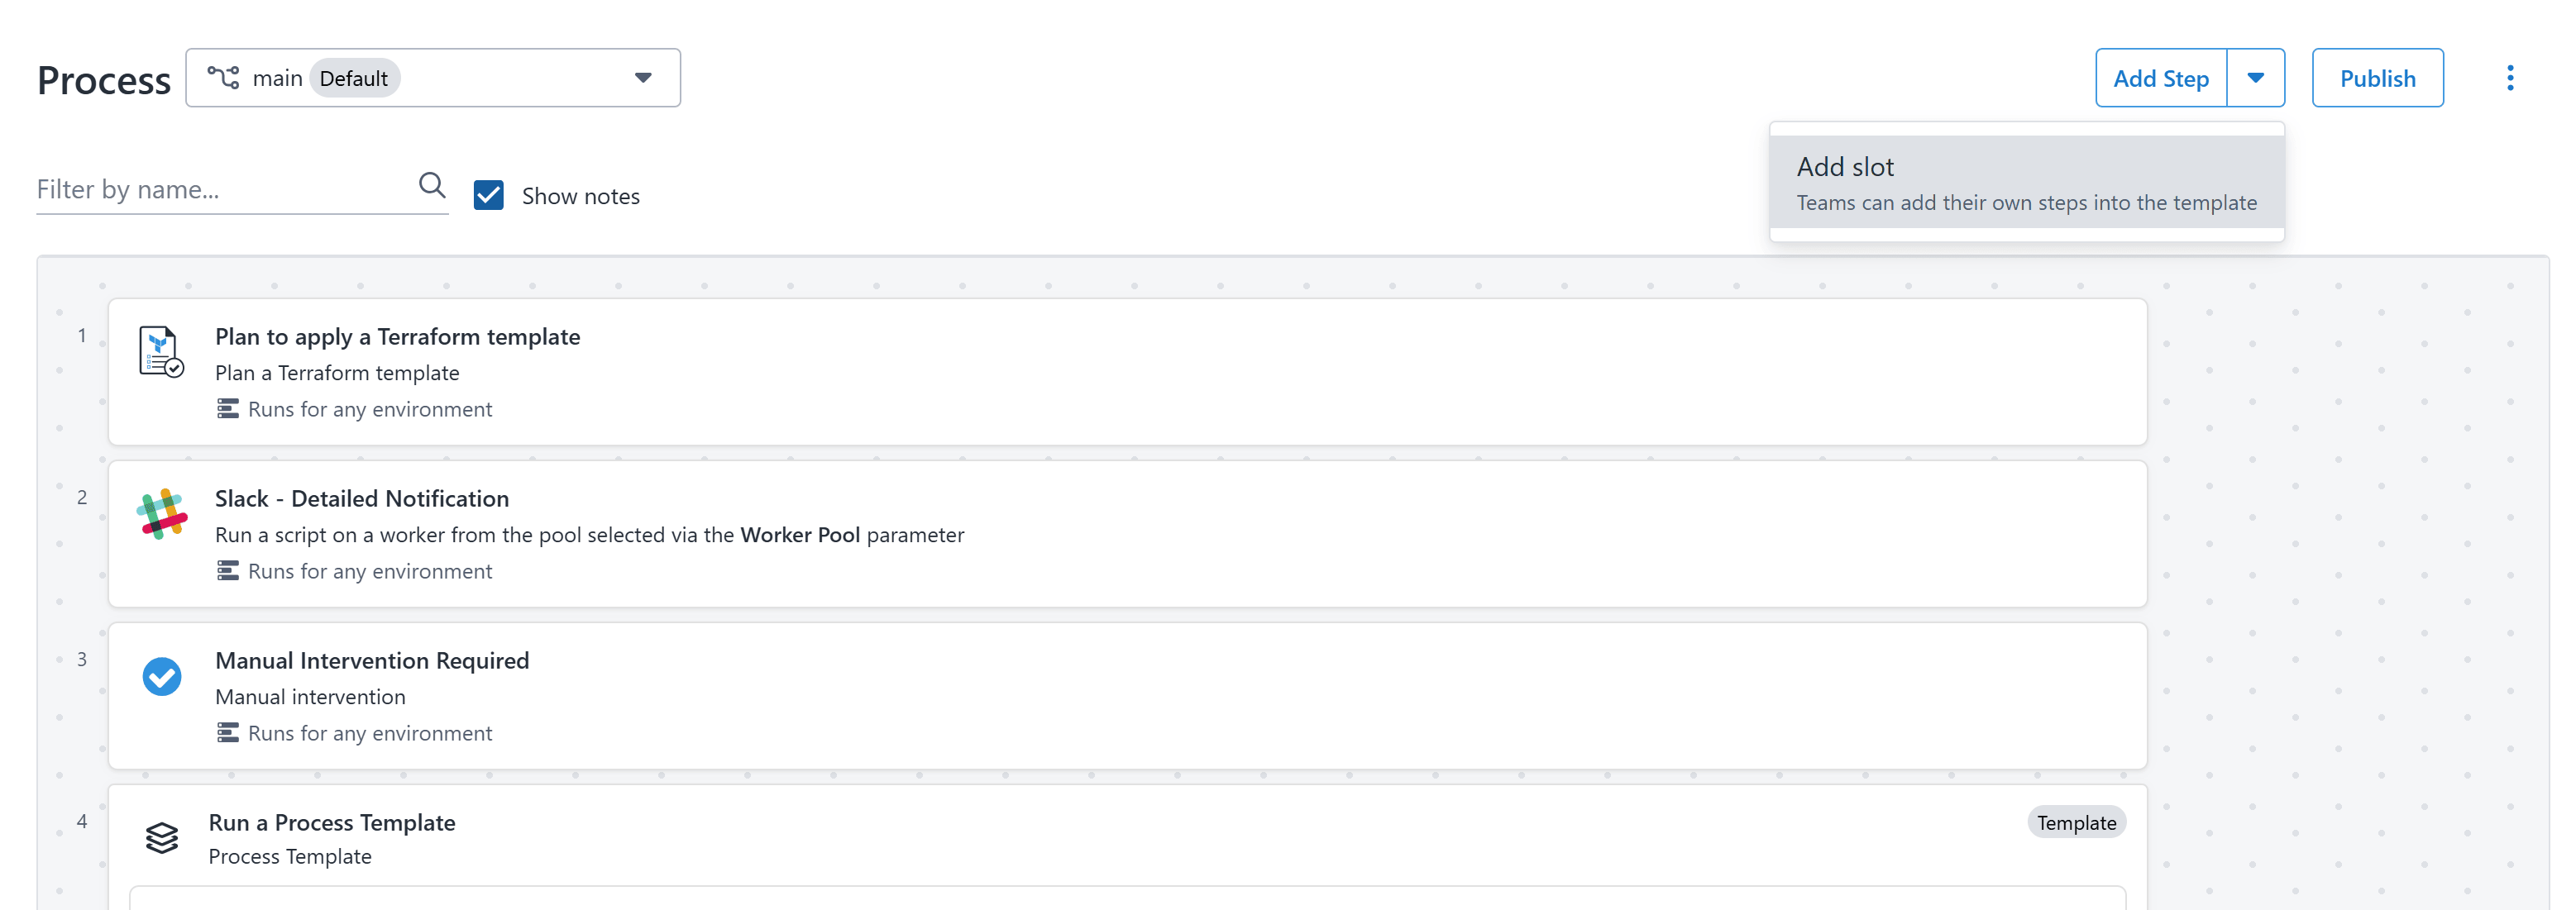 Process
main Default
Add Step
Publish
Filter by name...
Show notes
Add slot
Teams can add their own steps into the template
1
Plan to apply a Terraform template
Plan a Terraform template
Runs for any environment
2
Slack - Detailed Notification
Run a script on a worker from the pool selected via the Worker Pool parameter
Runs for any environment
3
Manual Intervention Required
Manual intervention
Runs for any environment
4
Run a Process Template
Template
Process Template